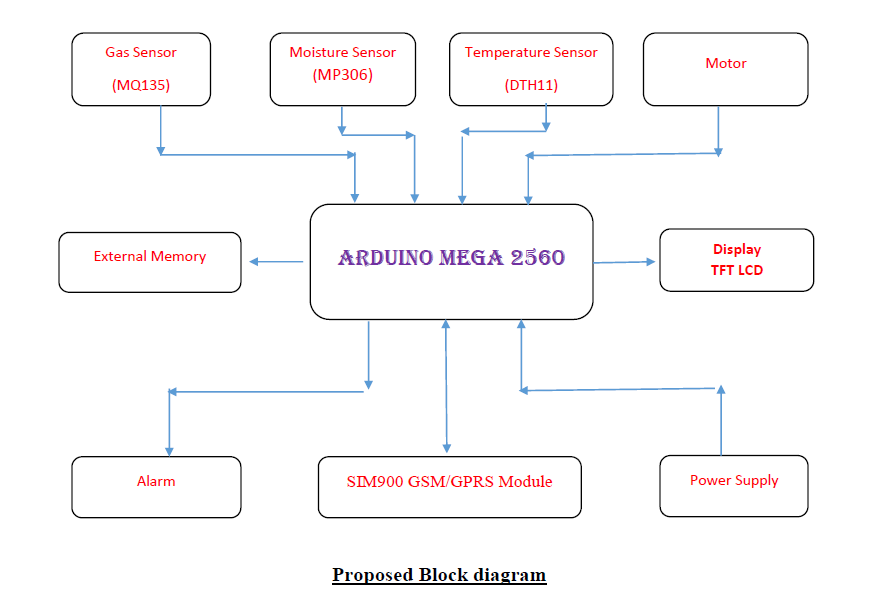 Gas Sensor
(MQ135)
Moisture Sensor
(MP306)
Temperature Sensor
(DTH11)
Motor
External Memory
ARDUINO MEGA 2560
Display
TFT LCD
Alarm
SIM900 GSM/GPRS Module
Power Supply
Proposed Block diagram